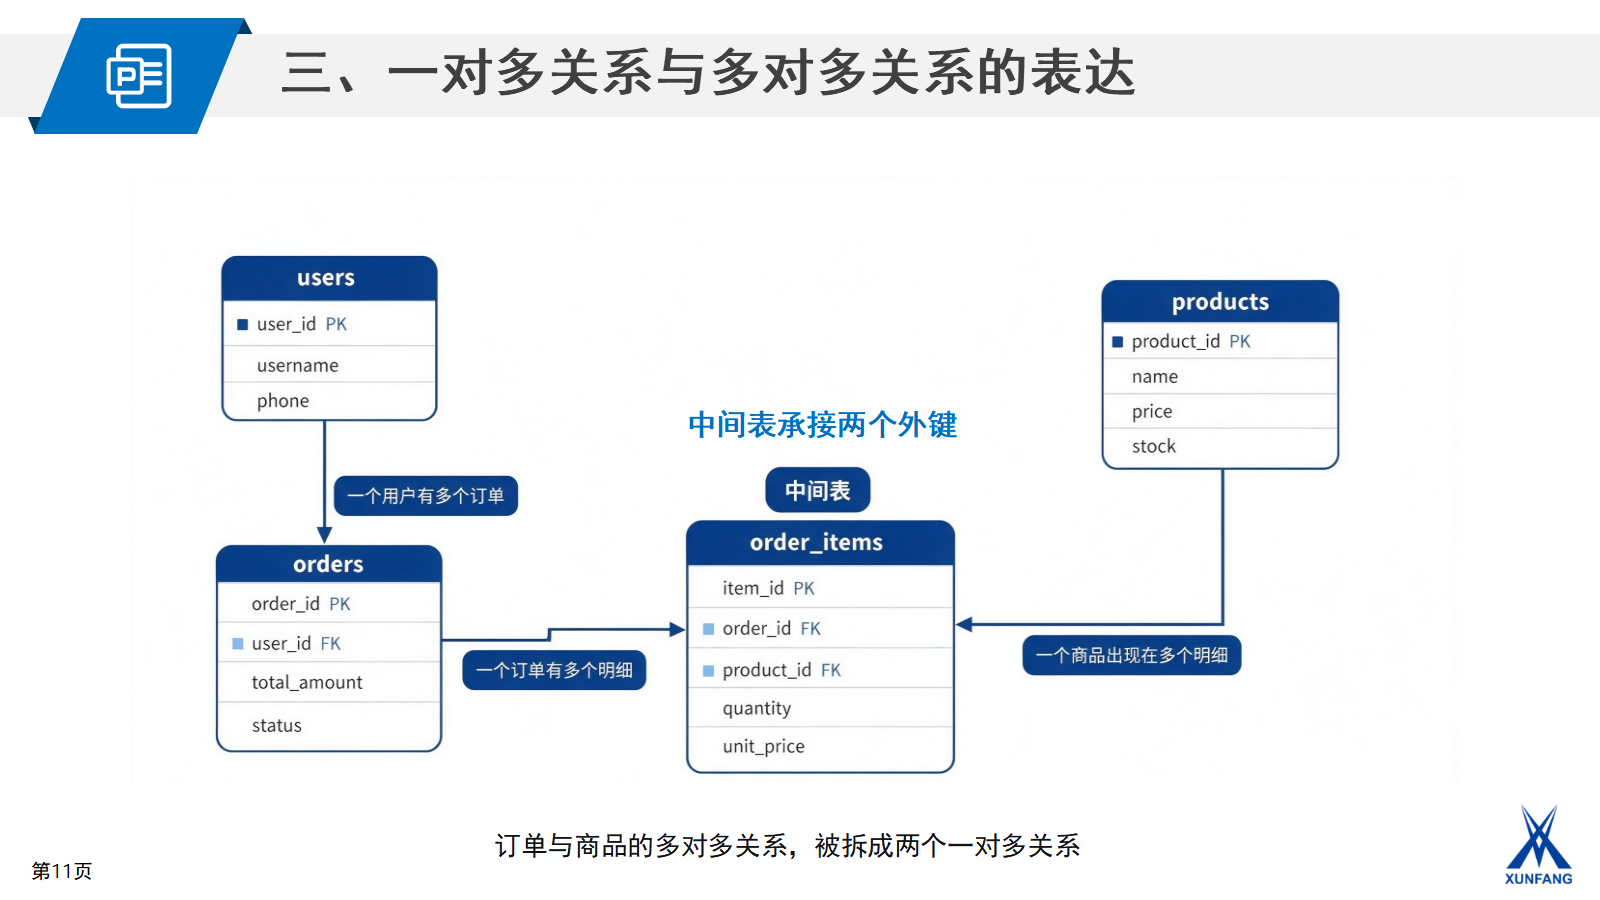 三、一对多关系与多对多关系的表达
users
user_id PK
username
phone
一个用户有多个订单
orders
order_id PK
user_id FK
total_amount
status
一个订单有多个明细
中间表承接两个外键
中间表
order_items
item_id PK
order_id FK
product_id FK
quantity
unit_price
products
product_id PK
name
price
stock
一个商品出现在多个明细
订单与商品的多对多关系，被拆成两个一对多关系
第11页
XUNFANG